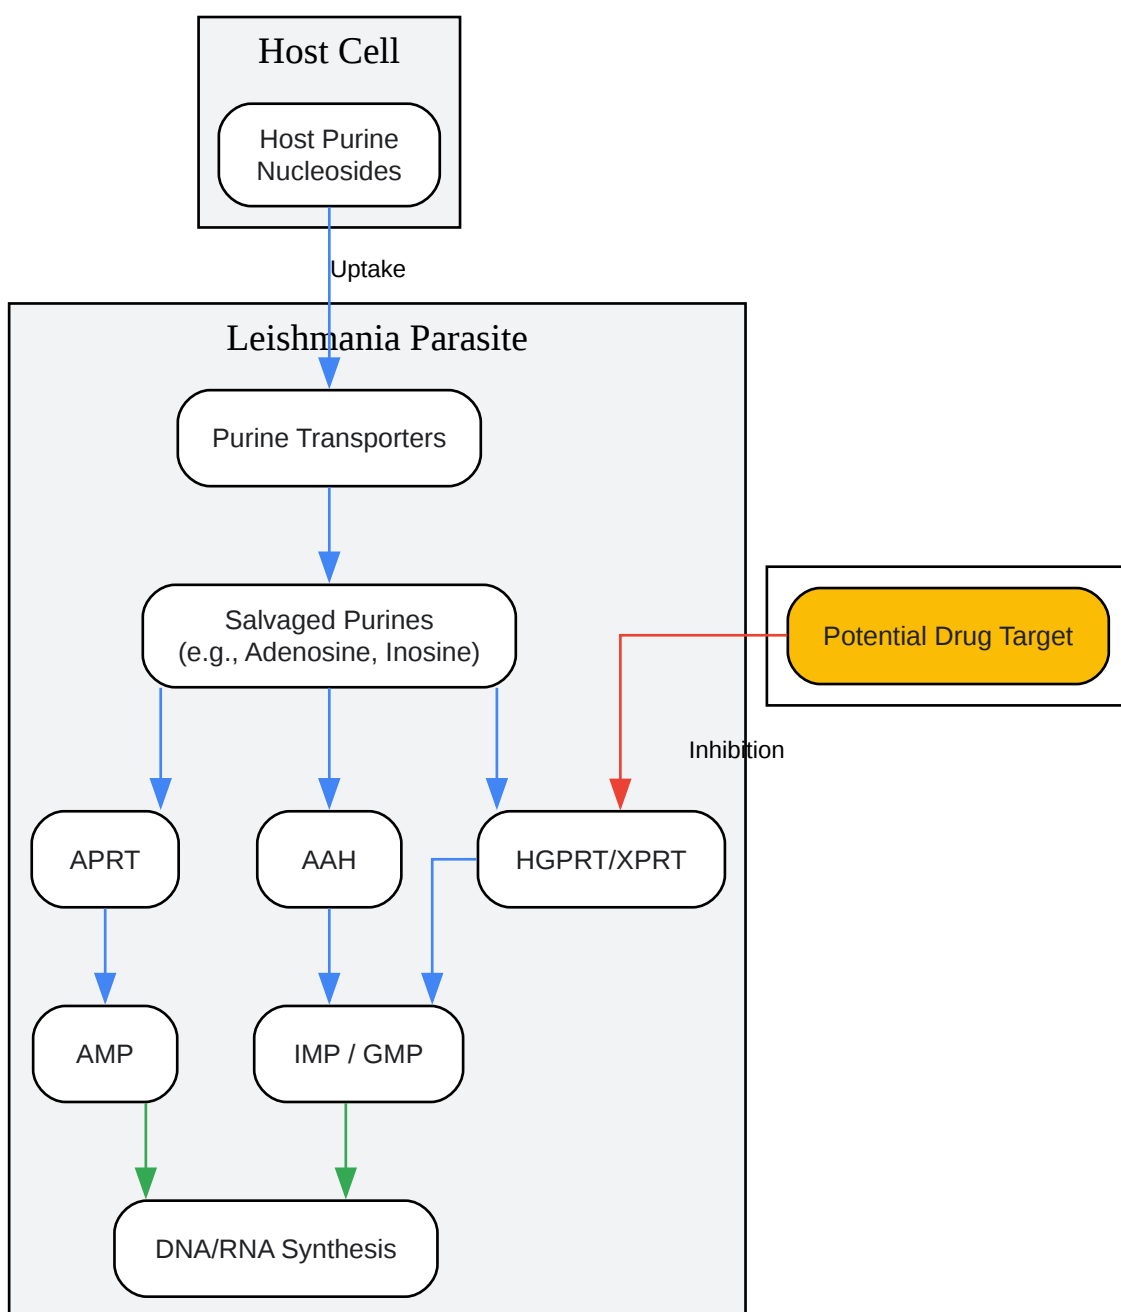 Host Cell
Host Purine
Nucleosides
Uptake
Leishmania Parasite
Purine Transporters
Salvaged Purines
(e.g., Adenosine, Inosine)
Potential Drug Target
Inhibition
APRT
AAH
HGPRT/XPRT
AMP
IMP / GMP
DNA/RNA Synthesis